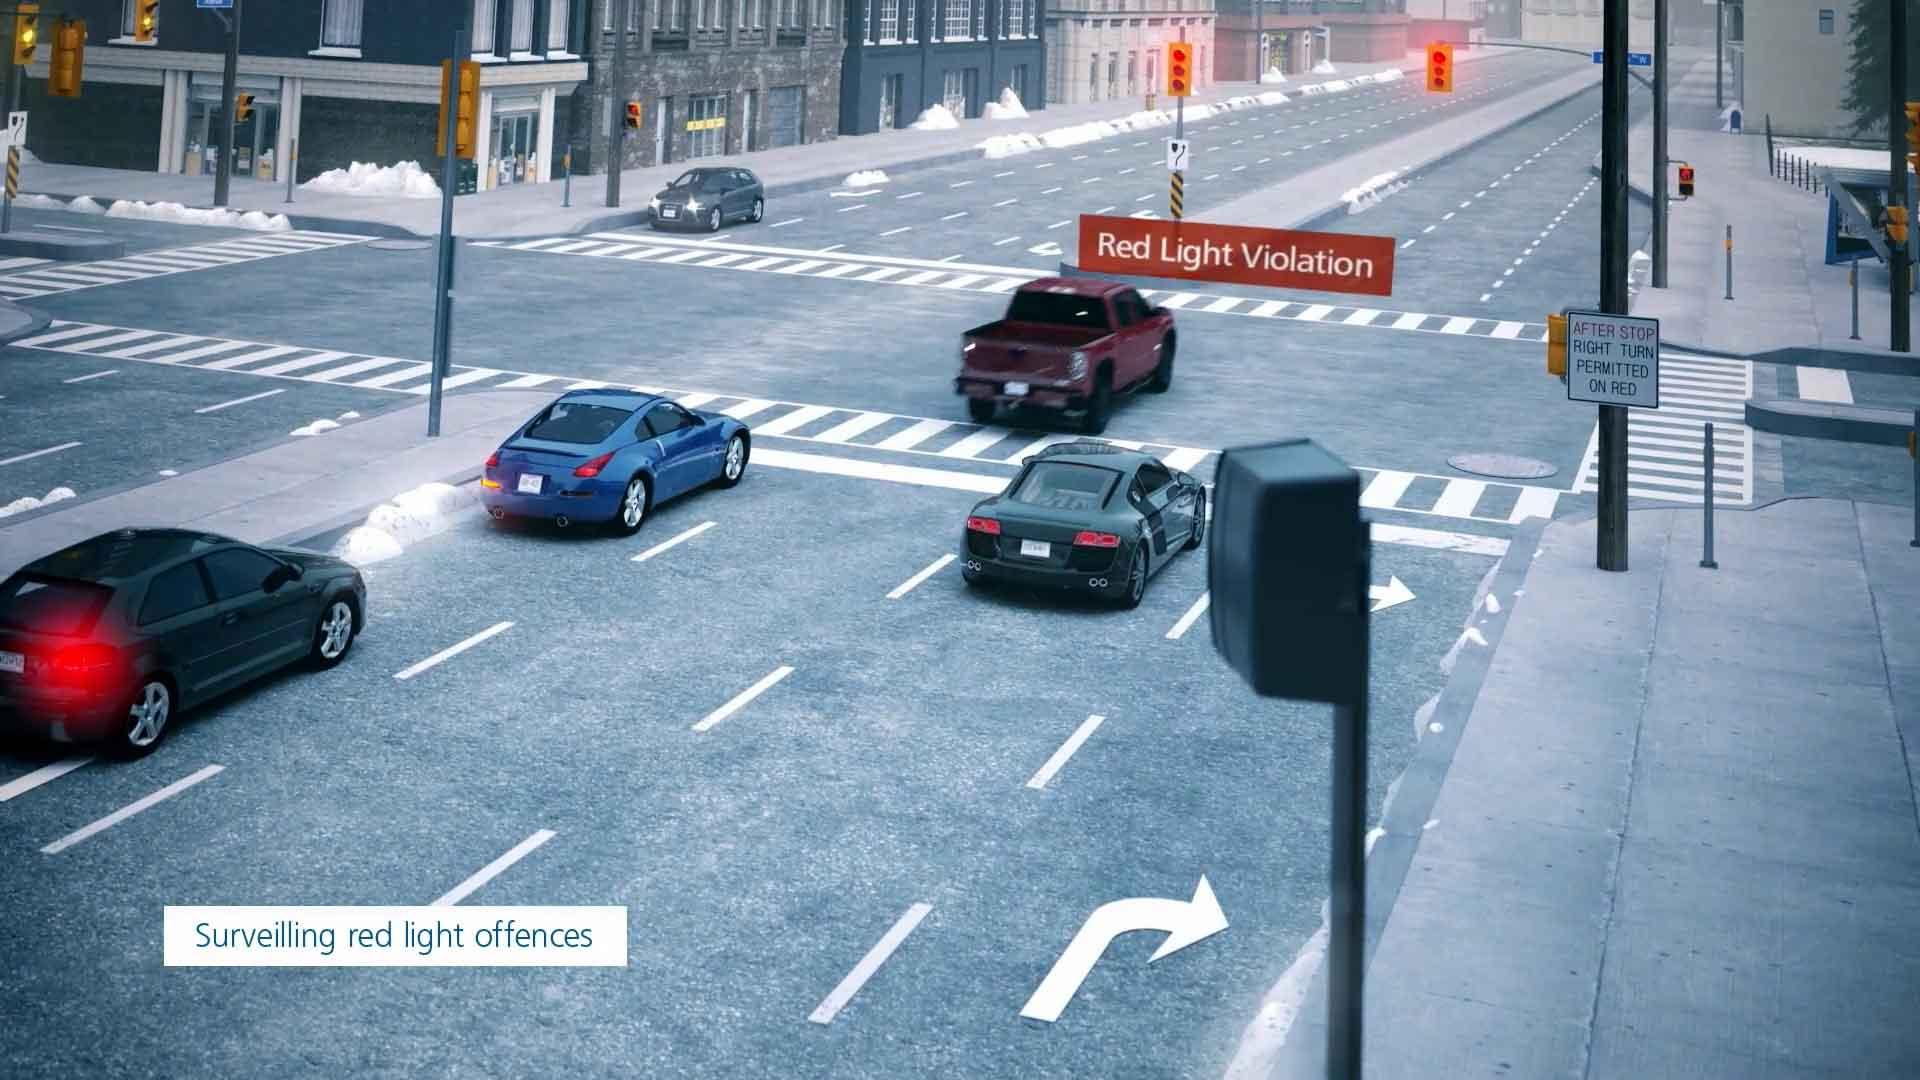 Red Light Violation
AFTER STOP
RIGHT TURN
PERMITTED
ON RED
Surveilling red light offences